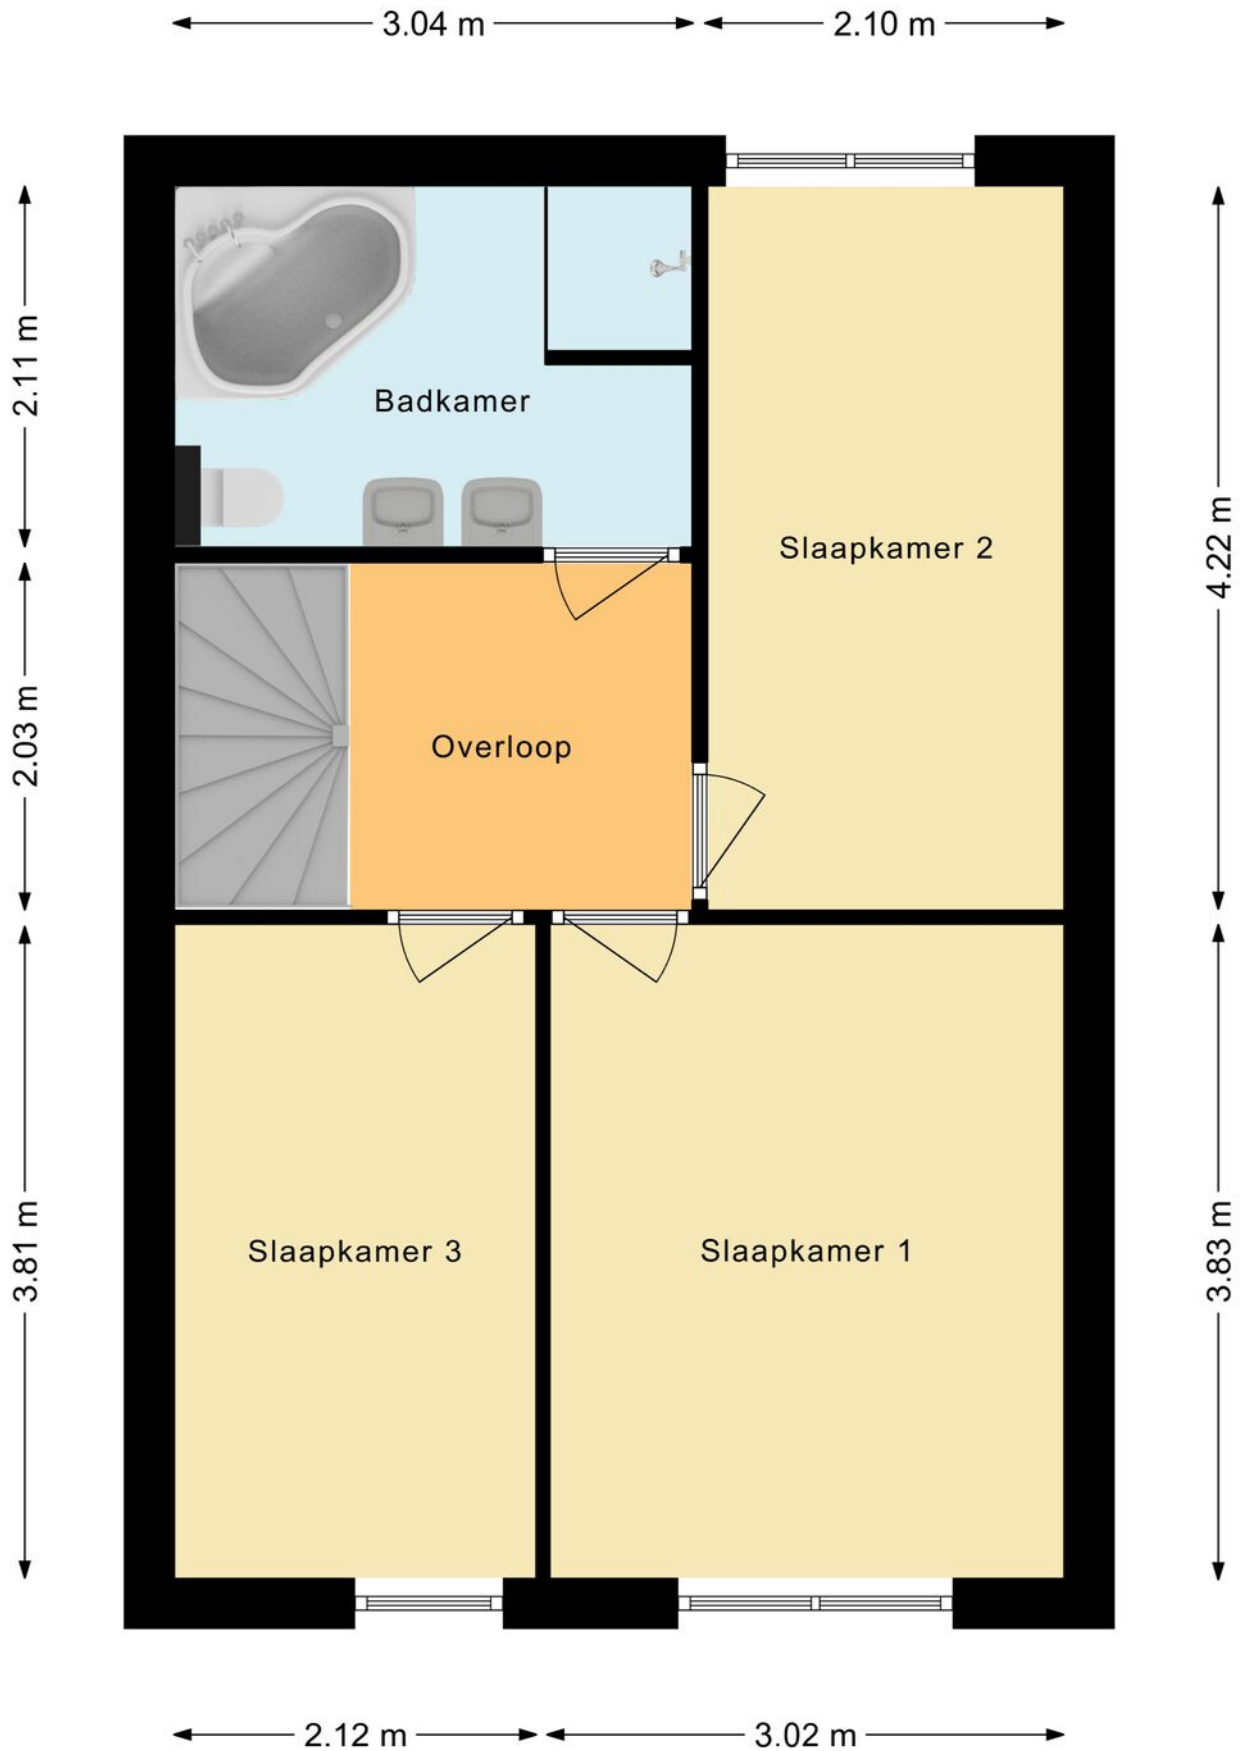 3.04 m
2.10 m
2.11 m
Badkamer
4.22 m
Slaapkamer 2
2.03 m
Overloop
3.81 m
Slaapkamer 3
Slaapkamer 1
3.83 m
2.12 m
3.02 m